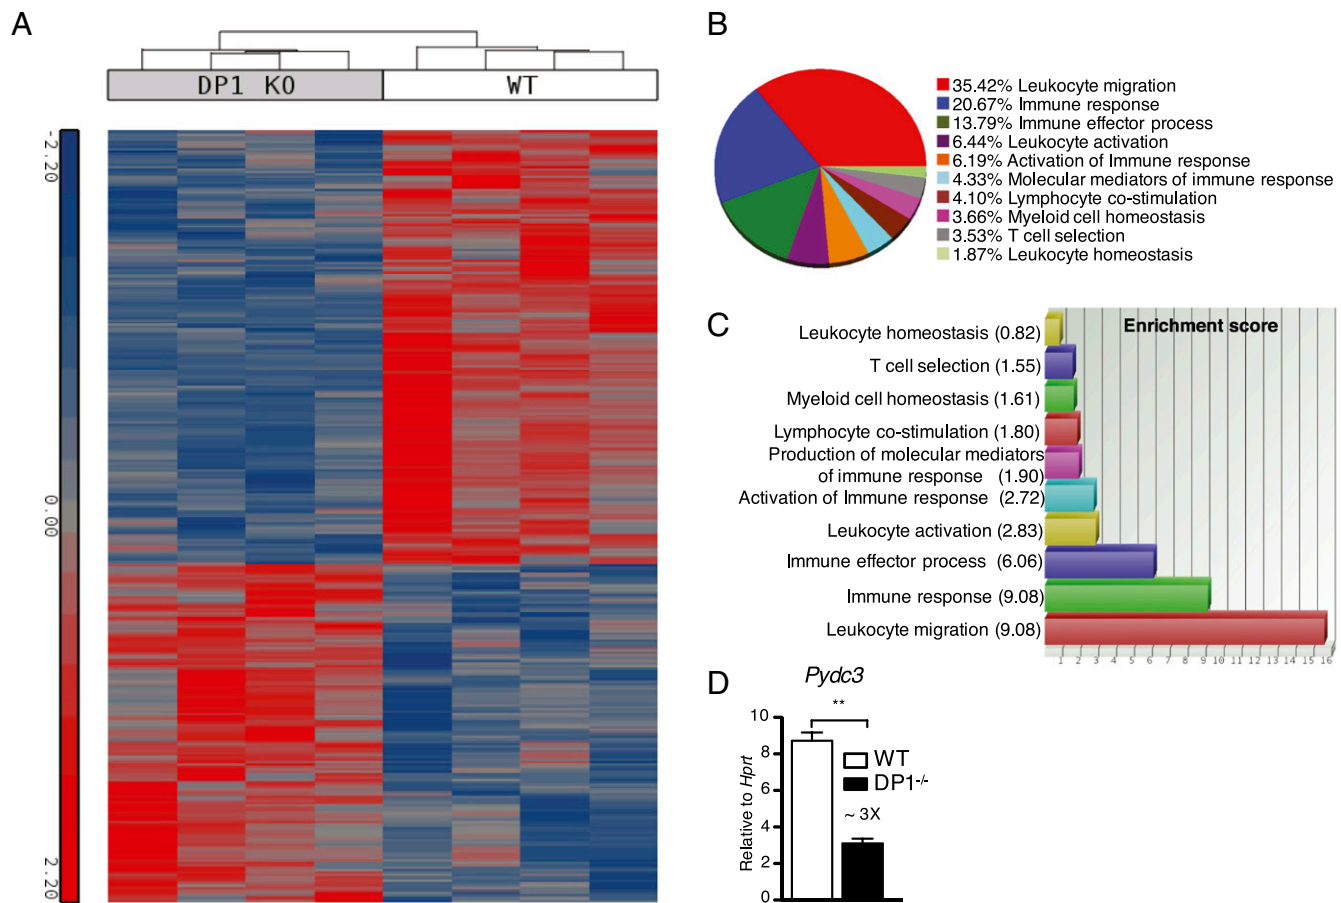 A
DP1 KO
WT
-2.20
0.00
2.20
B
35.42% Leukocyte migration
20.67% Immune response
13.79% Immune effector process
6.44% Leukocyte activation
6.19% Activation of Immune response
4.33% Molecular mediators of immune response
4.10% Lymphocyte co-stimulation
3.66% Myeloid cell homeostasis
3.53% T cell selection
1.87% Leukocyte homeostasis
C
Enrichment score
Leukocyte homeostasis (0.82)
T cell selection (1.55)
Myeloid cell homeostasis (1.61)
Lymphocyte co-stimulation (1.80)
Production of molecular mediators
of immune response (1.90)
Activation of Immune response (2.72)
Leukocyte activation (2.83)
Immune effector process (6.06)
Immune response (9.08)
Leukocyte migration (9.08)
1 2 3 4 5 6 7 8 9 10 11 12 13 14 15 16
D
Pydc3
**
10
8
6
4
2
0
Relative to Hprt
WT
DP1-/-
~ 3X